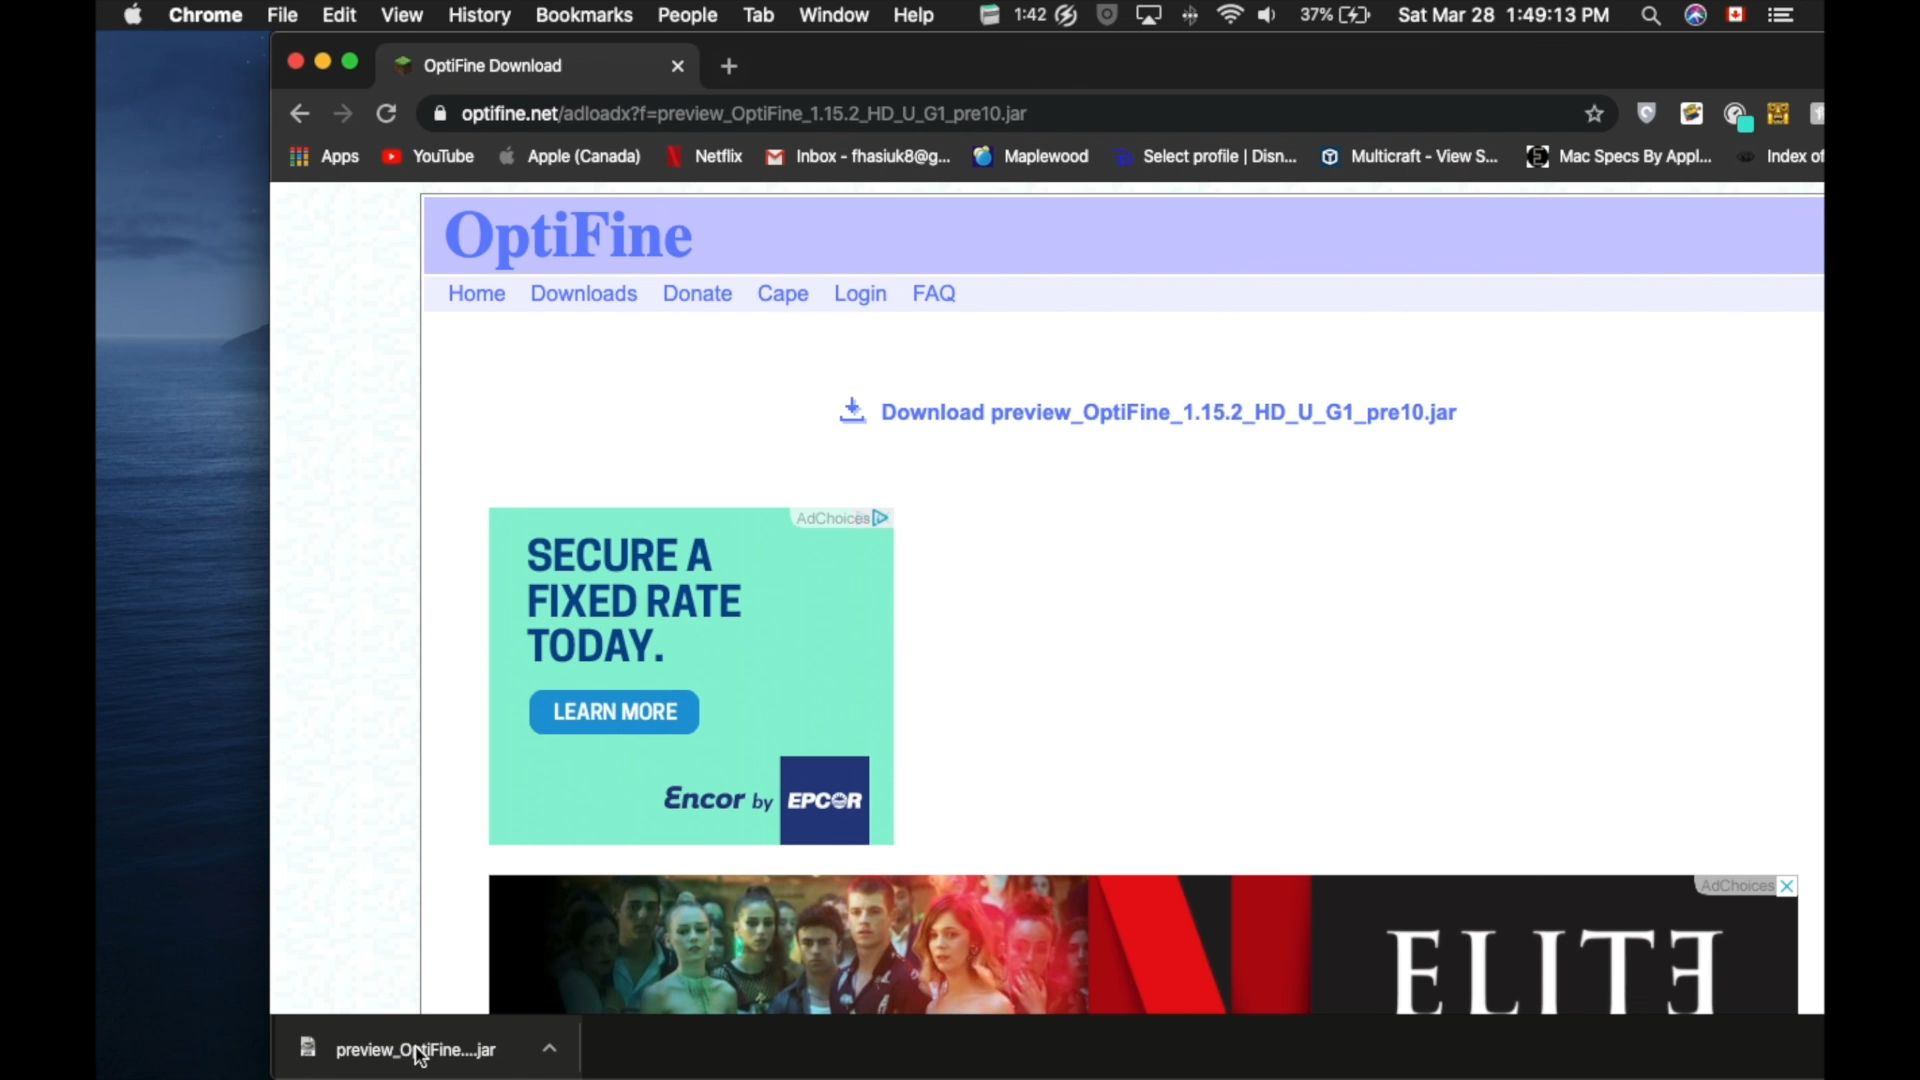 Chrome File Edit View History Bookmarks People Tab Window Help 1:42 37% Sat Mar 28 1:49:13 PM
OptiFine Download
optifine.net/adloadx?f=preview_OptiFine_1.15.2_HD_U_G1_pre10.jar
Apps YouTube Apple (Canada) Netflix Inbox - fhasiuk8@g... Maplewood Select profile | Disn... Multicraft - View S... Mac Specs By Appl... Index of
OptiFine
Home Downloads Donate Cape Login FAQ
Download preview_OptiFine_1.15.2_HD_U_G1_pre10.jar
AdChoices
SECURE A
FIXED RATE
TODAY.
LEARN MORE
Encor by EPCOR
AdChoices
ELITE
preview_OptiFine....jar